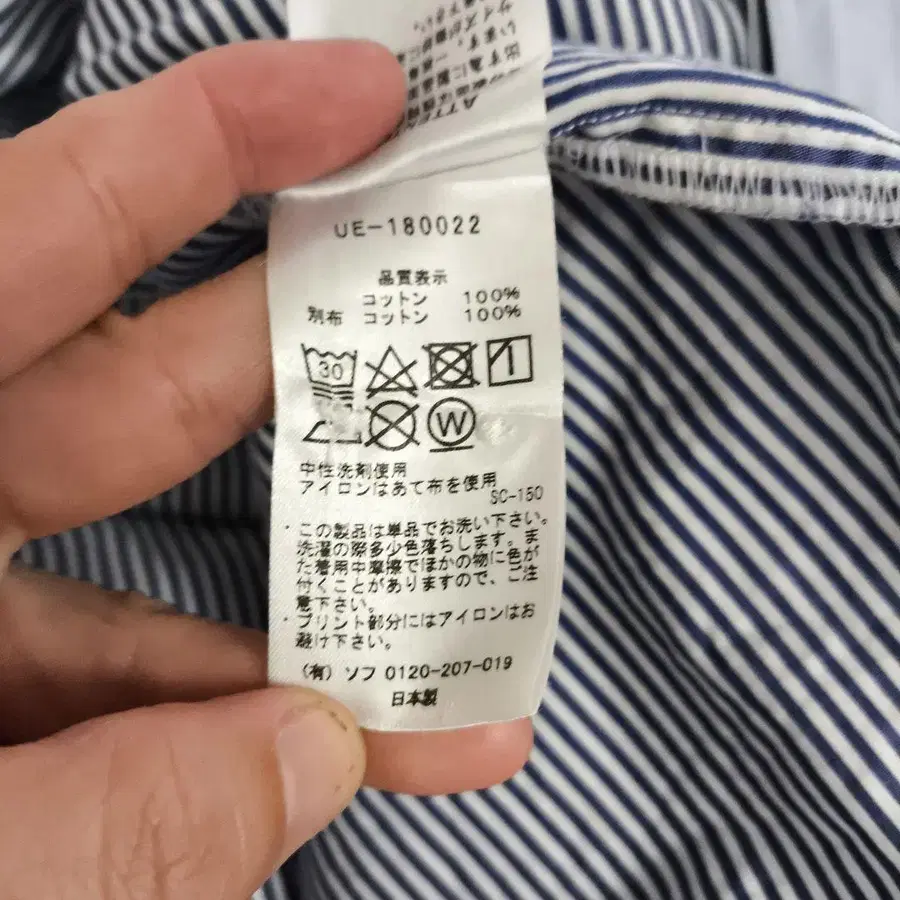 下さい。
ATTE
UE-180022
品質表示
コットン 100%
別布 コットン 100%
30
W
中性洗剤使用
アイロンはあて布を使用
SC-150
・この製品は単品でお洗い下さい。
洗濯の際多少色落ちします。ま
た着用中摩擦でほかの物に色が
付くことがありますので、ご注
意下さい。
・プリント部分にはアイロンはお
避け下さい。
(有) ソフ 0120-207-019
日本製